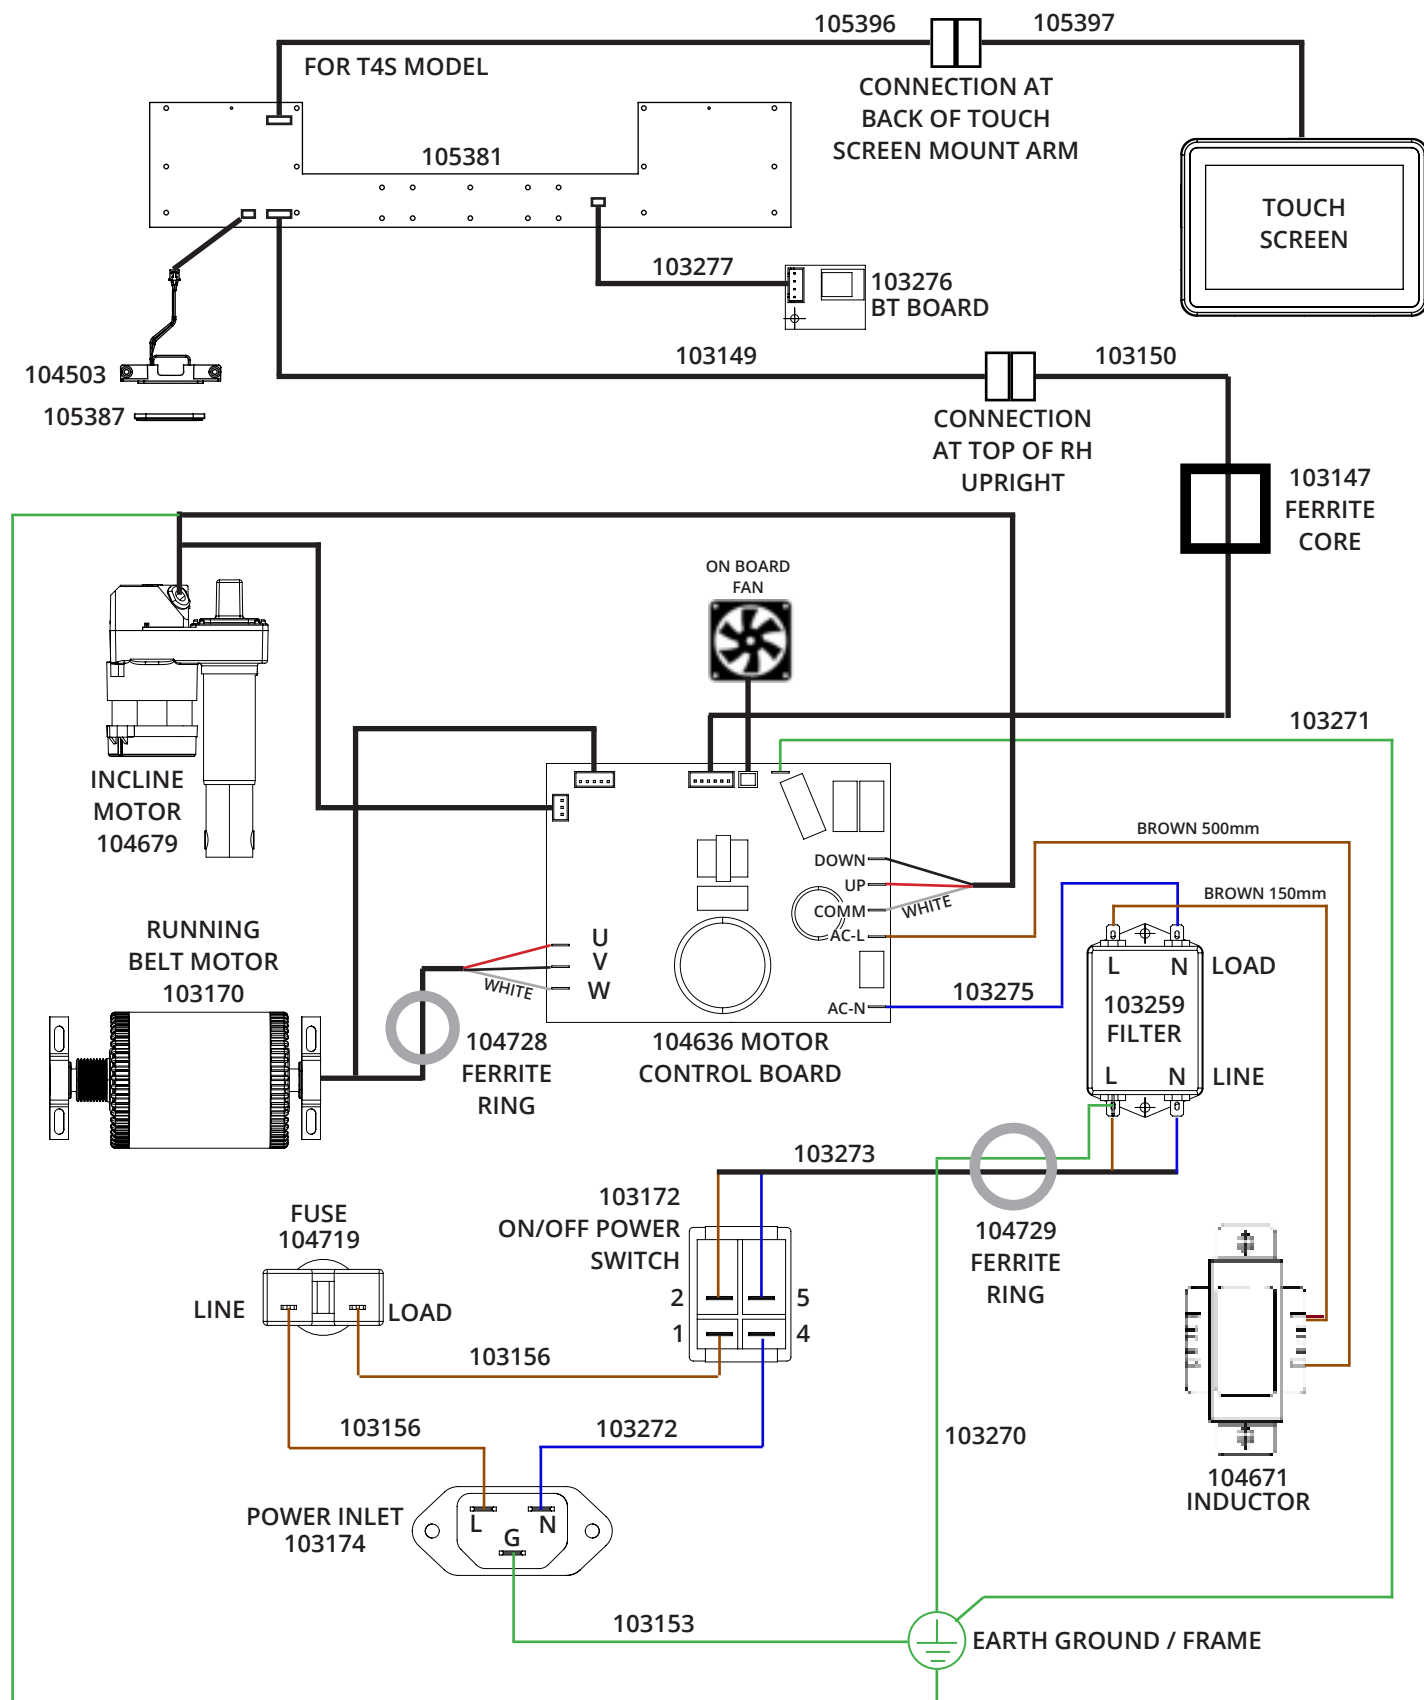 105396
105397
FOR T4S MODEL
CONNECTION AT
BACK OF TOUCH
SCREEN MOUNT ARM
105381
TOUCH
SCREEN
103277
103276
BT BOARD
104503
105387
103149
103150
CONNECTION
AT TOP OF RH
UPRIGHT
103147
FERRITE
CORE
ON BOARD
FAN
INCLINE
MOTOR
104679
103271
BROWN 500mm
DOWN
UP
COMM
WHITE
AC-L
AC-N
BROWN 150mm
RUNNING
BELT MOTOR
103170
U
V
W
WHITE
103275
L N LOAD
103259
FILTER
L N LINE
104728
FERRITE
RING
104636 MOTOR
CONTROL BOARD
103273
103172
ON/OFF POWER
SWITCH
104729
FERRITE
RING
FUSE
104719
LINE
LOAD
2 5
1 4
103156
103156
103272
103270
104671
INDUCTOR
POWER INLET
103174
L N
G
103153
EARTH GROUND / FRAME